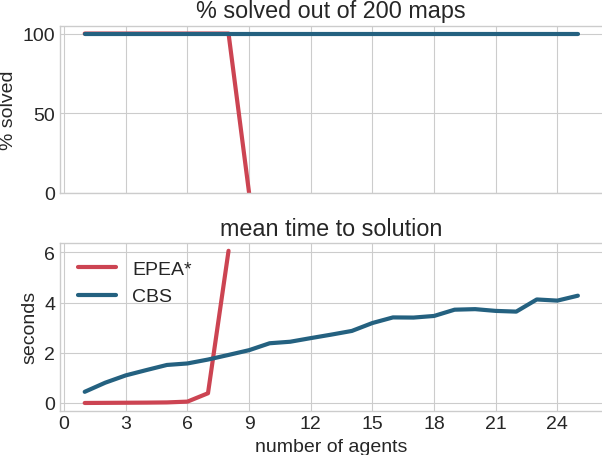 % solved out of 200 maps
100
50
0
% solved
mean time to solution
6
4
2
0
seconds
EPEA*
CBS
0 3 6 9 12 15 18 21 24
number of agents